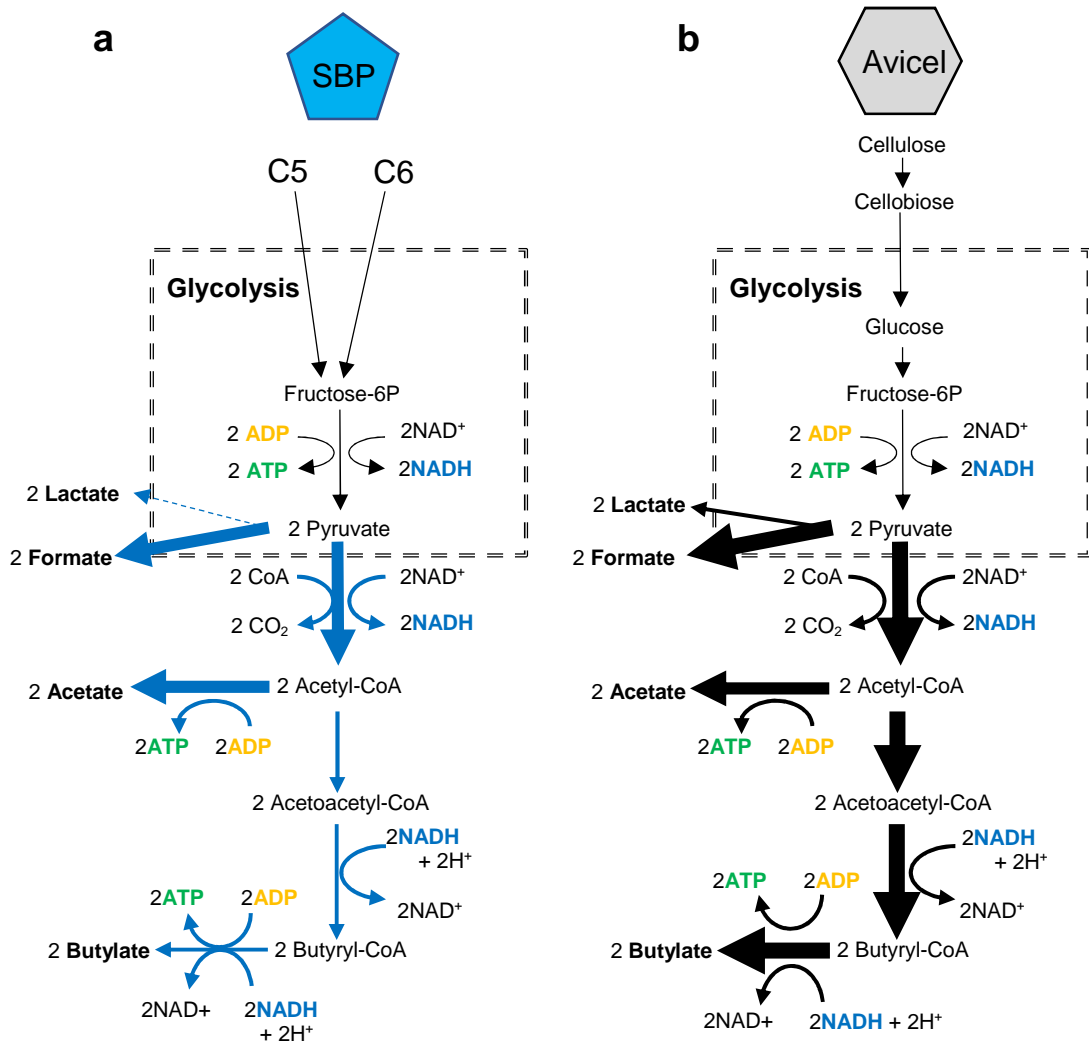 a
SBP
C5 C6
Glycolysis
Fructose-6P
2 ADP 2NAD⁺
2 ATP 2NADH
2 Lactate
2 Pyruvate
2 Formate
2 CoA 2NAD⁺
2 CO₂ 2NADH
2 Acetate 2 Acetyl-CoA
2ATP 2ADP
2 Acetoacetyl-CoA
2NADH
+ 2H⁺
2ATP 2ADP
2NAD⁺
2 Butylate 2 Butyryl-CoA
2NAD+ 2NADH
+ 2H⁺
b
Avicel
Cellulose
Cellobiose
Glycolysis
Glucose
Fructose-6P
2 ADP 2NAD⁺
2 ATP 2NADH
2 Lactate
2 Pyruvate
2 Formate
2 CoA 2NAD⁺
2 CO₂ 2NADH
2 Acetate 2 Acetyl-CoA
2ATP 2ADP
2 Acetoacetyl-CoA
2NADH
+ 2H⁺
2ATP 2ADP
2NAD⁺
2 Butylate 2 Butyryl-CoA
2NAD+ 2NADH + 2H⁺